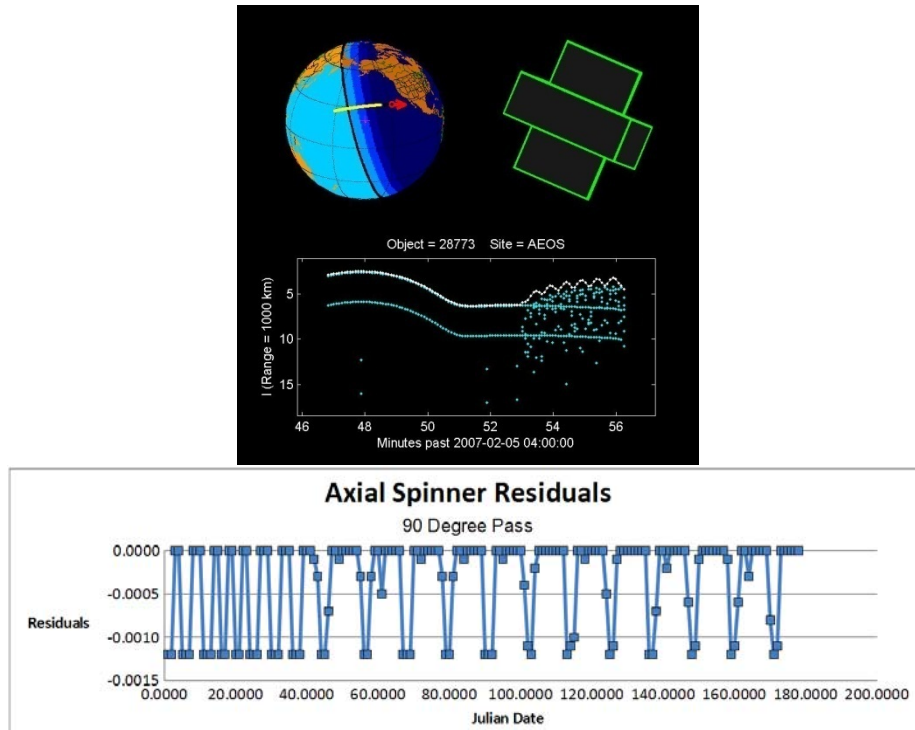 Object = 28773 Site = AEOS
I (Range = 1000 km)
5
10
15
46 48 50 52 54 56
Minutes past 2007-02-05 04:00:00
Axial Spinner Residuals
90 Degree Pass
0.0000
-0.0005
Residuals
-0.0010
-0.0015
0.0000 20.0000 40.0000 60.0000 80.0000 100.0000 120.0000 140.0000 160.0000 180.0000 200.0000
Julian Date